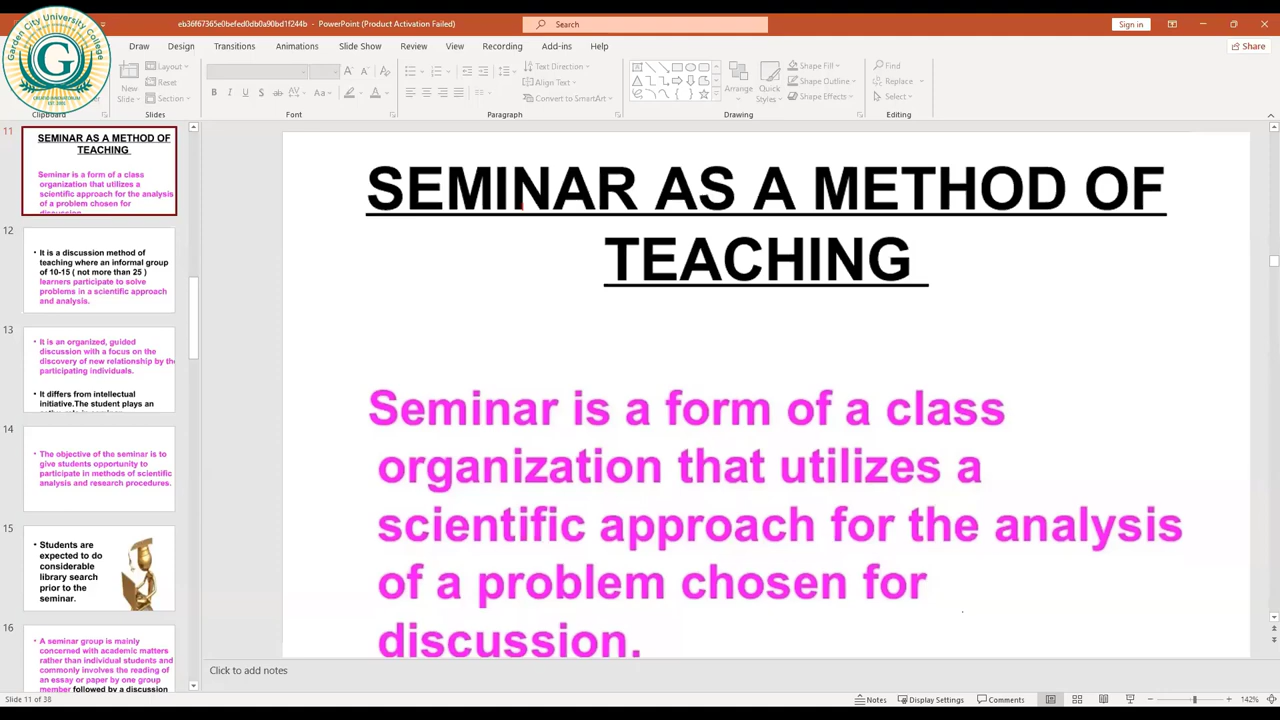 Garden City University College
G
eb36f67365e0befed0db0a90bd1f244b - PowerPoint (Product Activation Failed)
Search
Sign in
Draw Design Transitions Animations Slide Show Review View Recording Add-ins Help
Share
New Slide
Layout
Reset
Section
Text Direction
Align Text
Convert to SmartArt
Arrange
Quick Styles
Shape Fill
Shape Outline
Shape Effects
Find
Replace
Select
Clipboard Slides Font Paragraph Drawing Editing
11
SEMINAR AS A METHOD OF
TEACHING
Seminar is a form of a class
organization that utilizes a
scientific approach for the analysis
of a problem chosen for
discussion
12
• It is a discussion method of
teaching where an informal group
of 10-15 ( not more than 25 )
learners participate to solve
problems in a scientific approach
and analysis.
13
• It is an organized, guided
discussion with a focus on the
discovery of new relationship by the
participating individuals.
• It differs from intellectual
initiative.The student plays an
14
• The objective of the seminar is to
give students opportunity to
participate in methods of scientific
analysis and research procedures.
15
• Students are
expected to do
considerable
library search
prior to the
seminar.
16
• A seminar group is mainly
concerned with academic matters
rather than individual students and
commonly involves the reading of
an essay or paper by one group
member followed by a discussion
SEMINAR AS A METHOD OF
TEACHING
Seminar is a form of a class
organization that utilizes a
scientific approach for the analysis
of a problem chosen for
discussion.
Click to add notes
Slide 11 of 38
Notes Display Settings Comments 142%